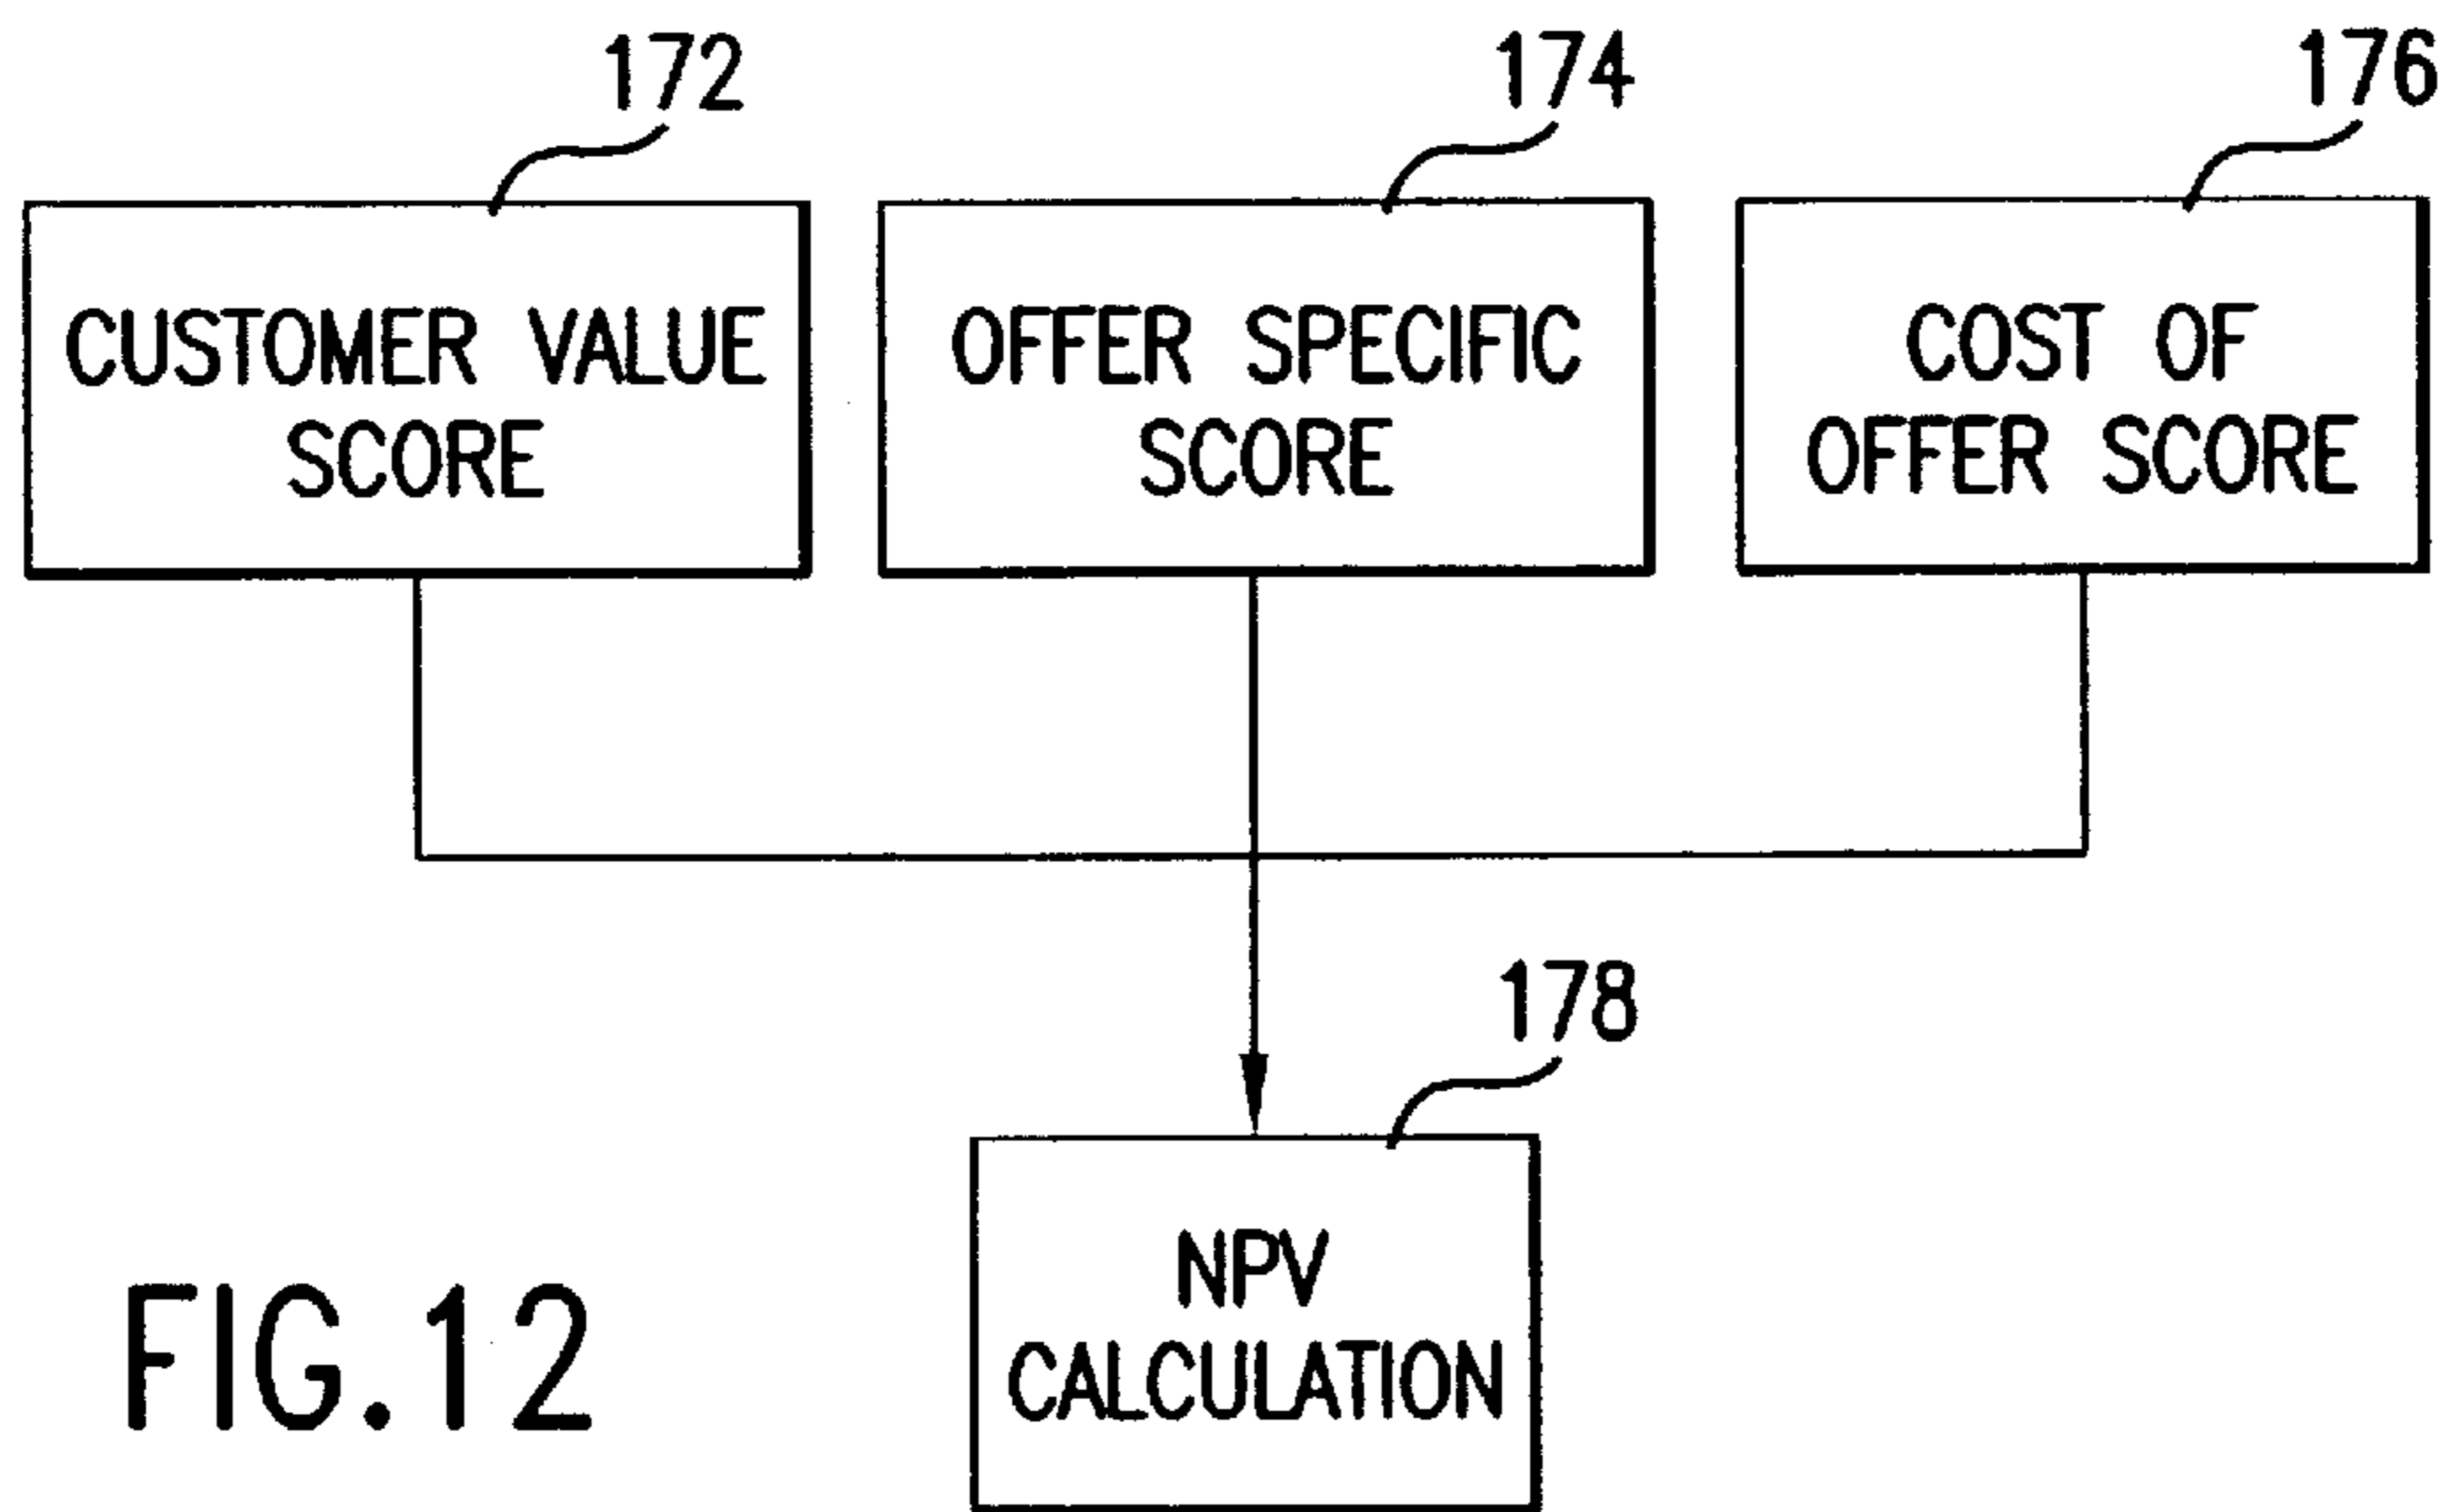 172
174
176
CUSTOMER VALUE
SCORE
OFFER SPECIFIC
SCORE
COST OF
OFFER SCORE
178
NPV
CALCULATION
FIG.12